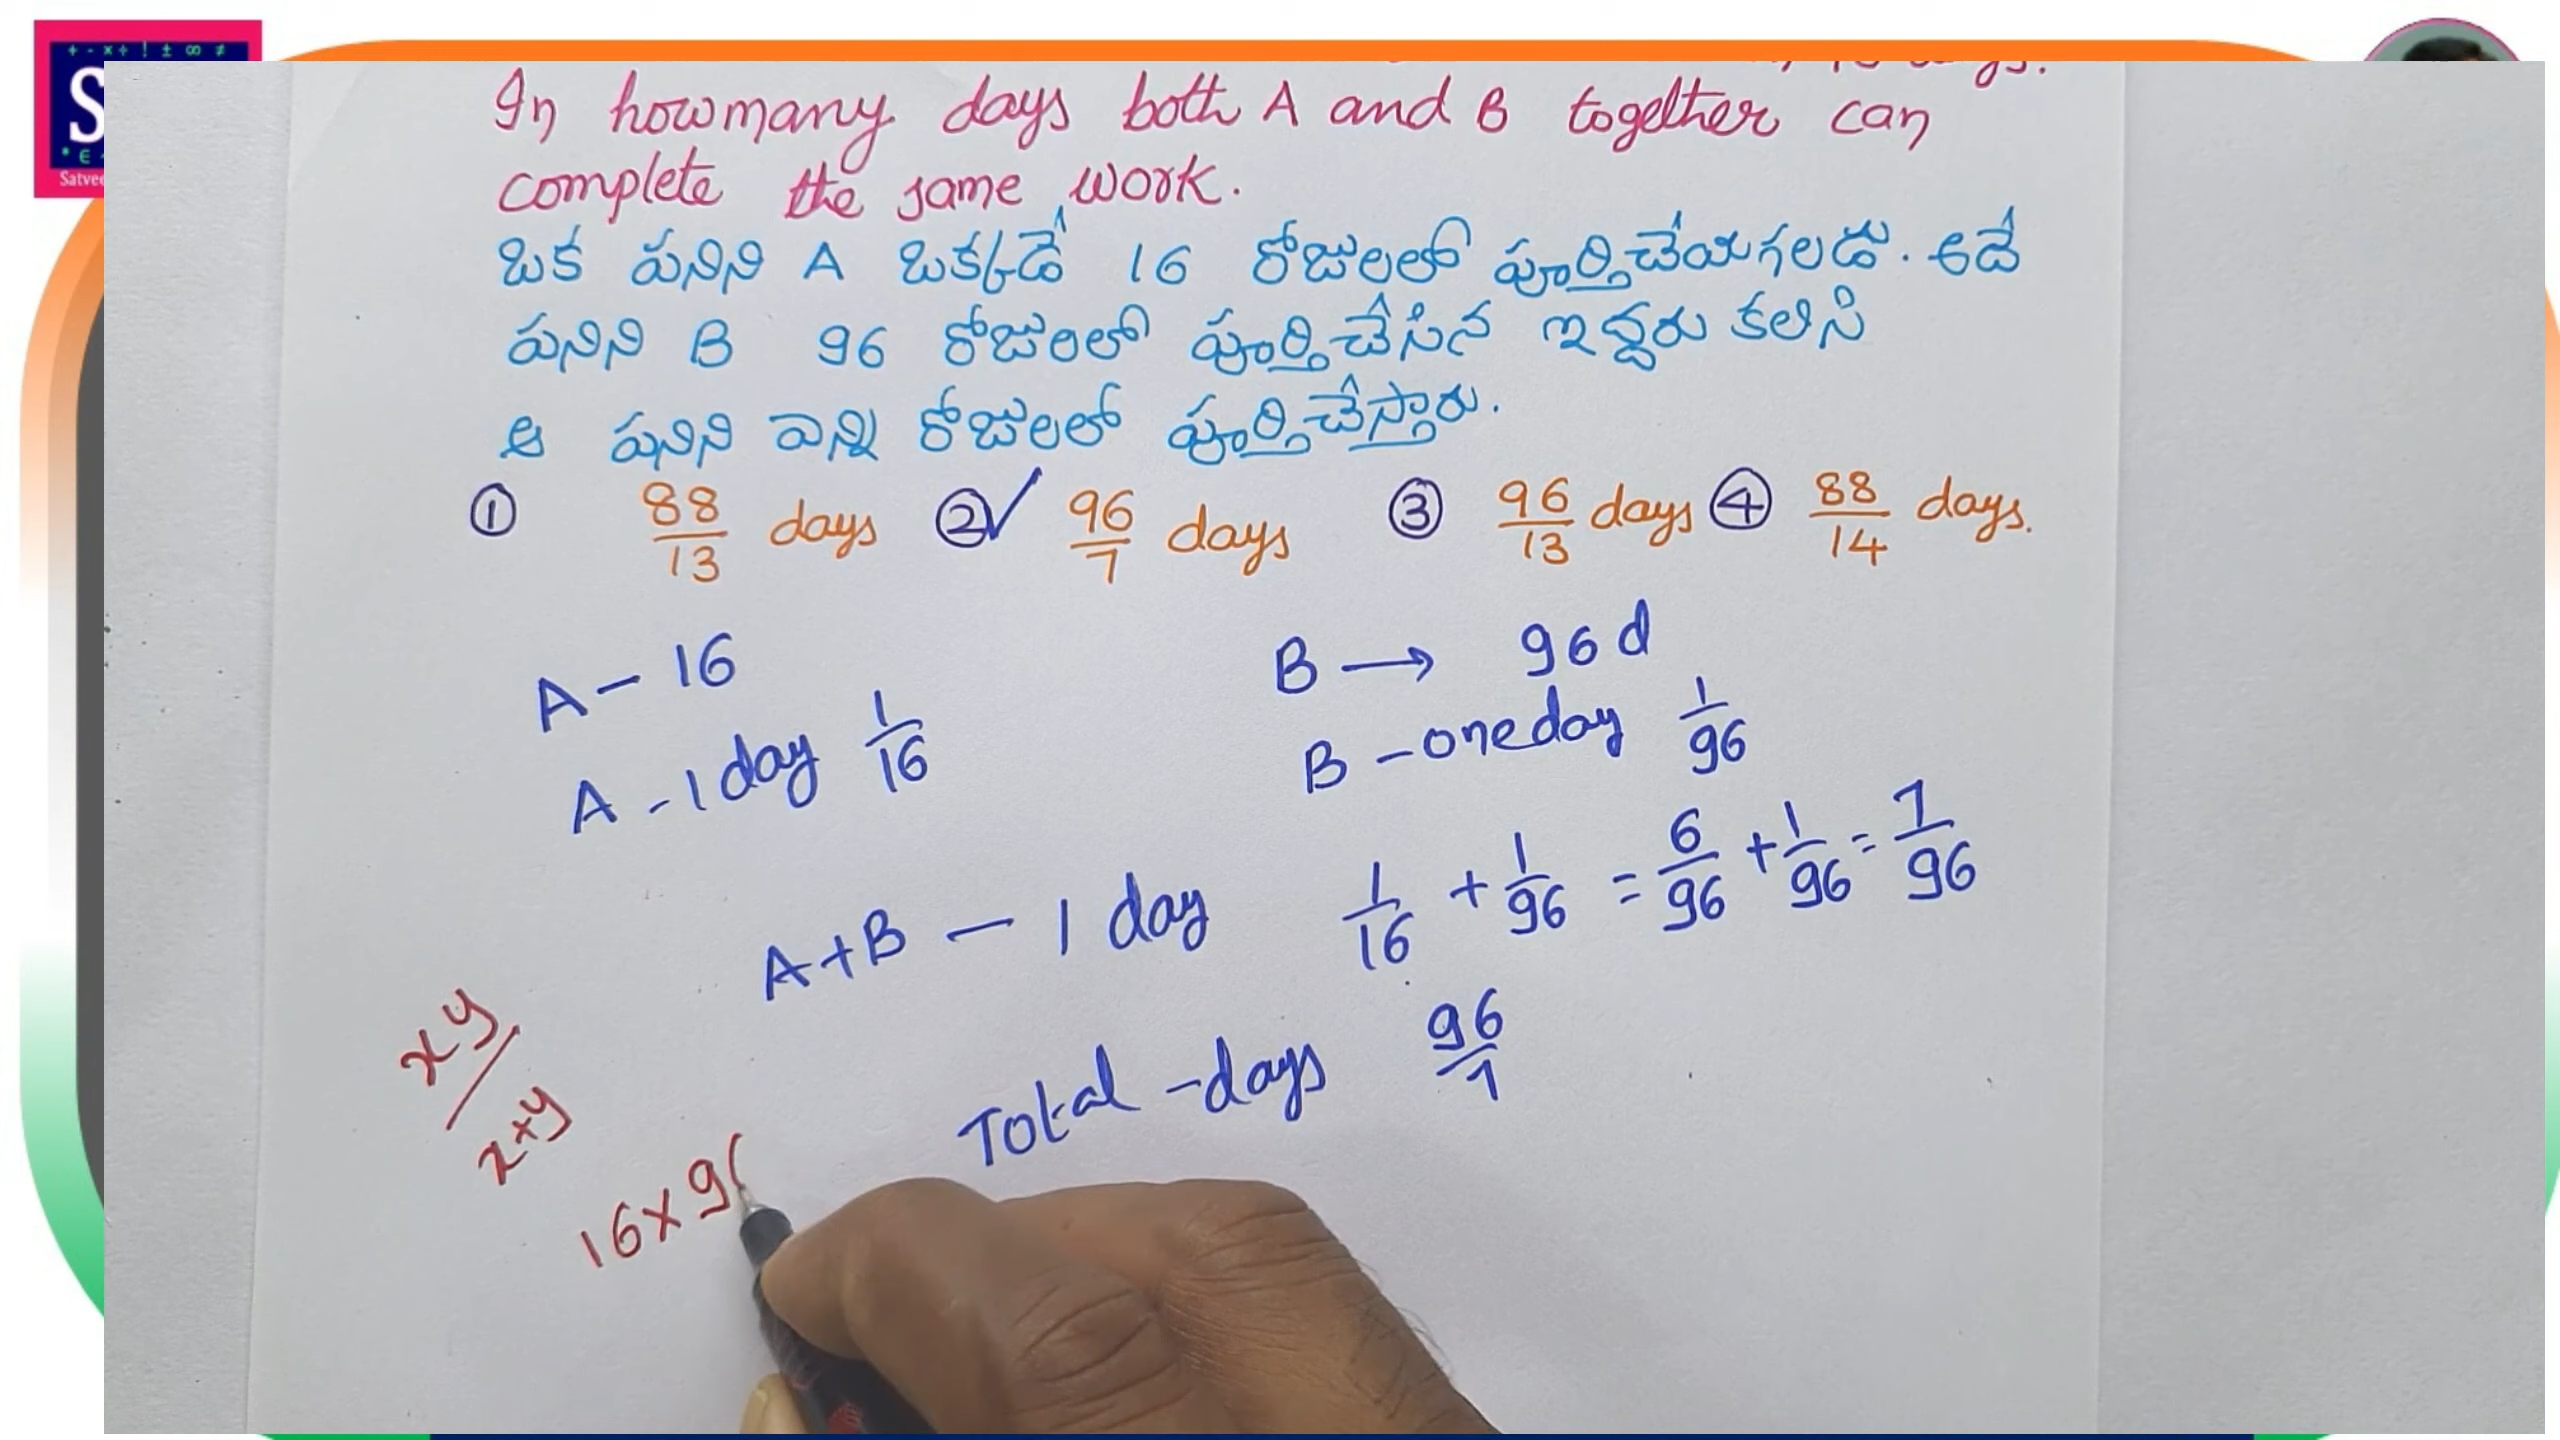 + - × ÷ ! ± ∞ ≠
S
Satvee
In howmany days both A and B together can
complete the same work.
ఒక పనిని A ఒక్కడే 16 రోజులలో పూర్తిచేయగలడు. అదే
పనిని B 96 రోజులలో పూర్తిచేసిన ఇద్దరు కలిసి
ఆ పనిని ఎన్ని రోజులలో పూర్తిచేస్తారు.
① 88/13 days ②✓ 96/7 days ③ 96/13 days ④ 88/14 days.
A - 16 B → 96 d
A - 1 day 1/16 B - one day 1/96
A+B - 1 day 1/16 + 1/96 = 6/96 + 1/96 = 7/96
Total - days 96/7
xy/x+y
16×9